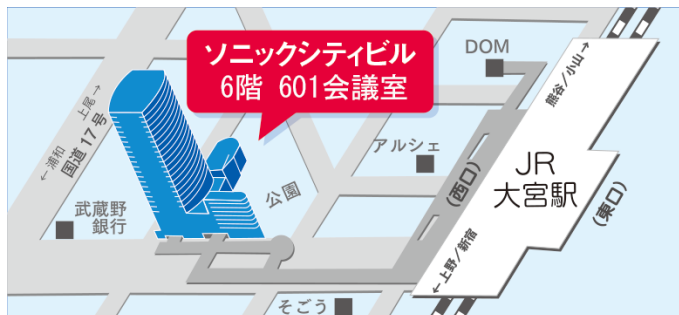 ソニックシティビル
6階 601会議室
DOM
熊谷／小山→
上尾→
←浦和
国道17号
アルシェ
JR
大宮駅
(西口)
(東口)
公園
武蔵野
銀行
←上野／新宿
そごう